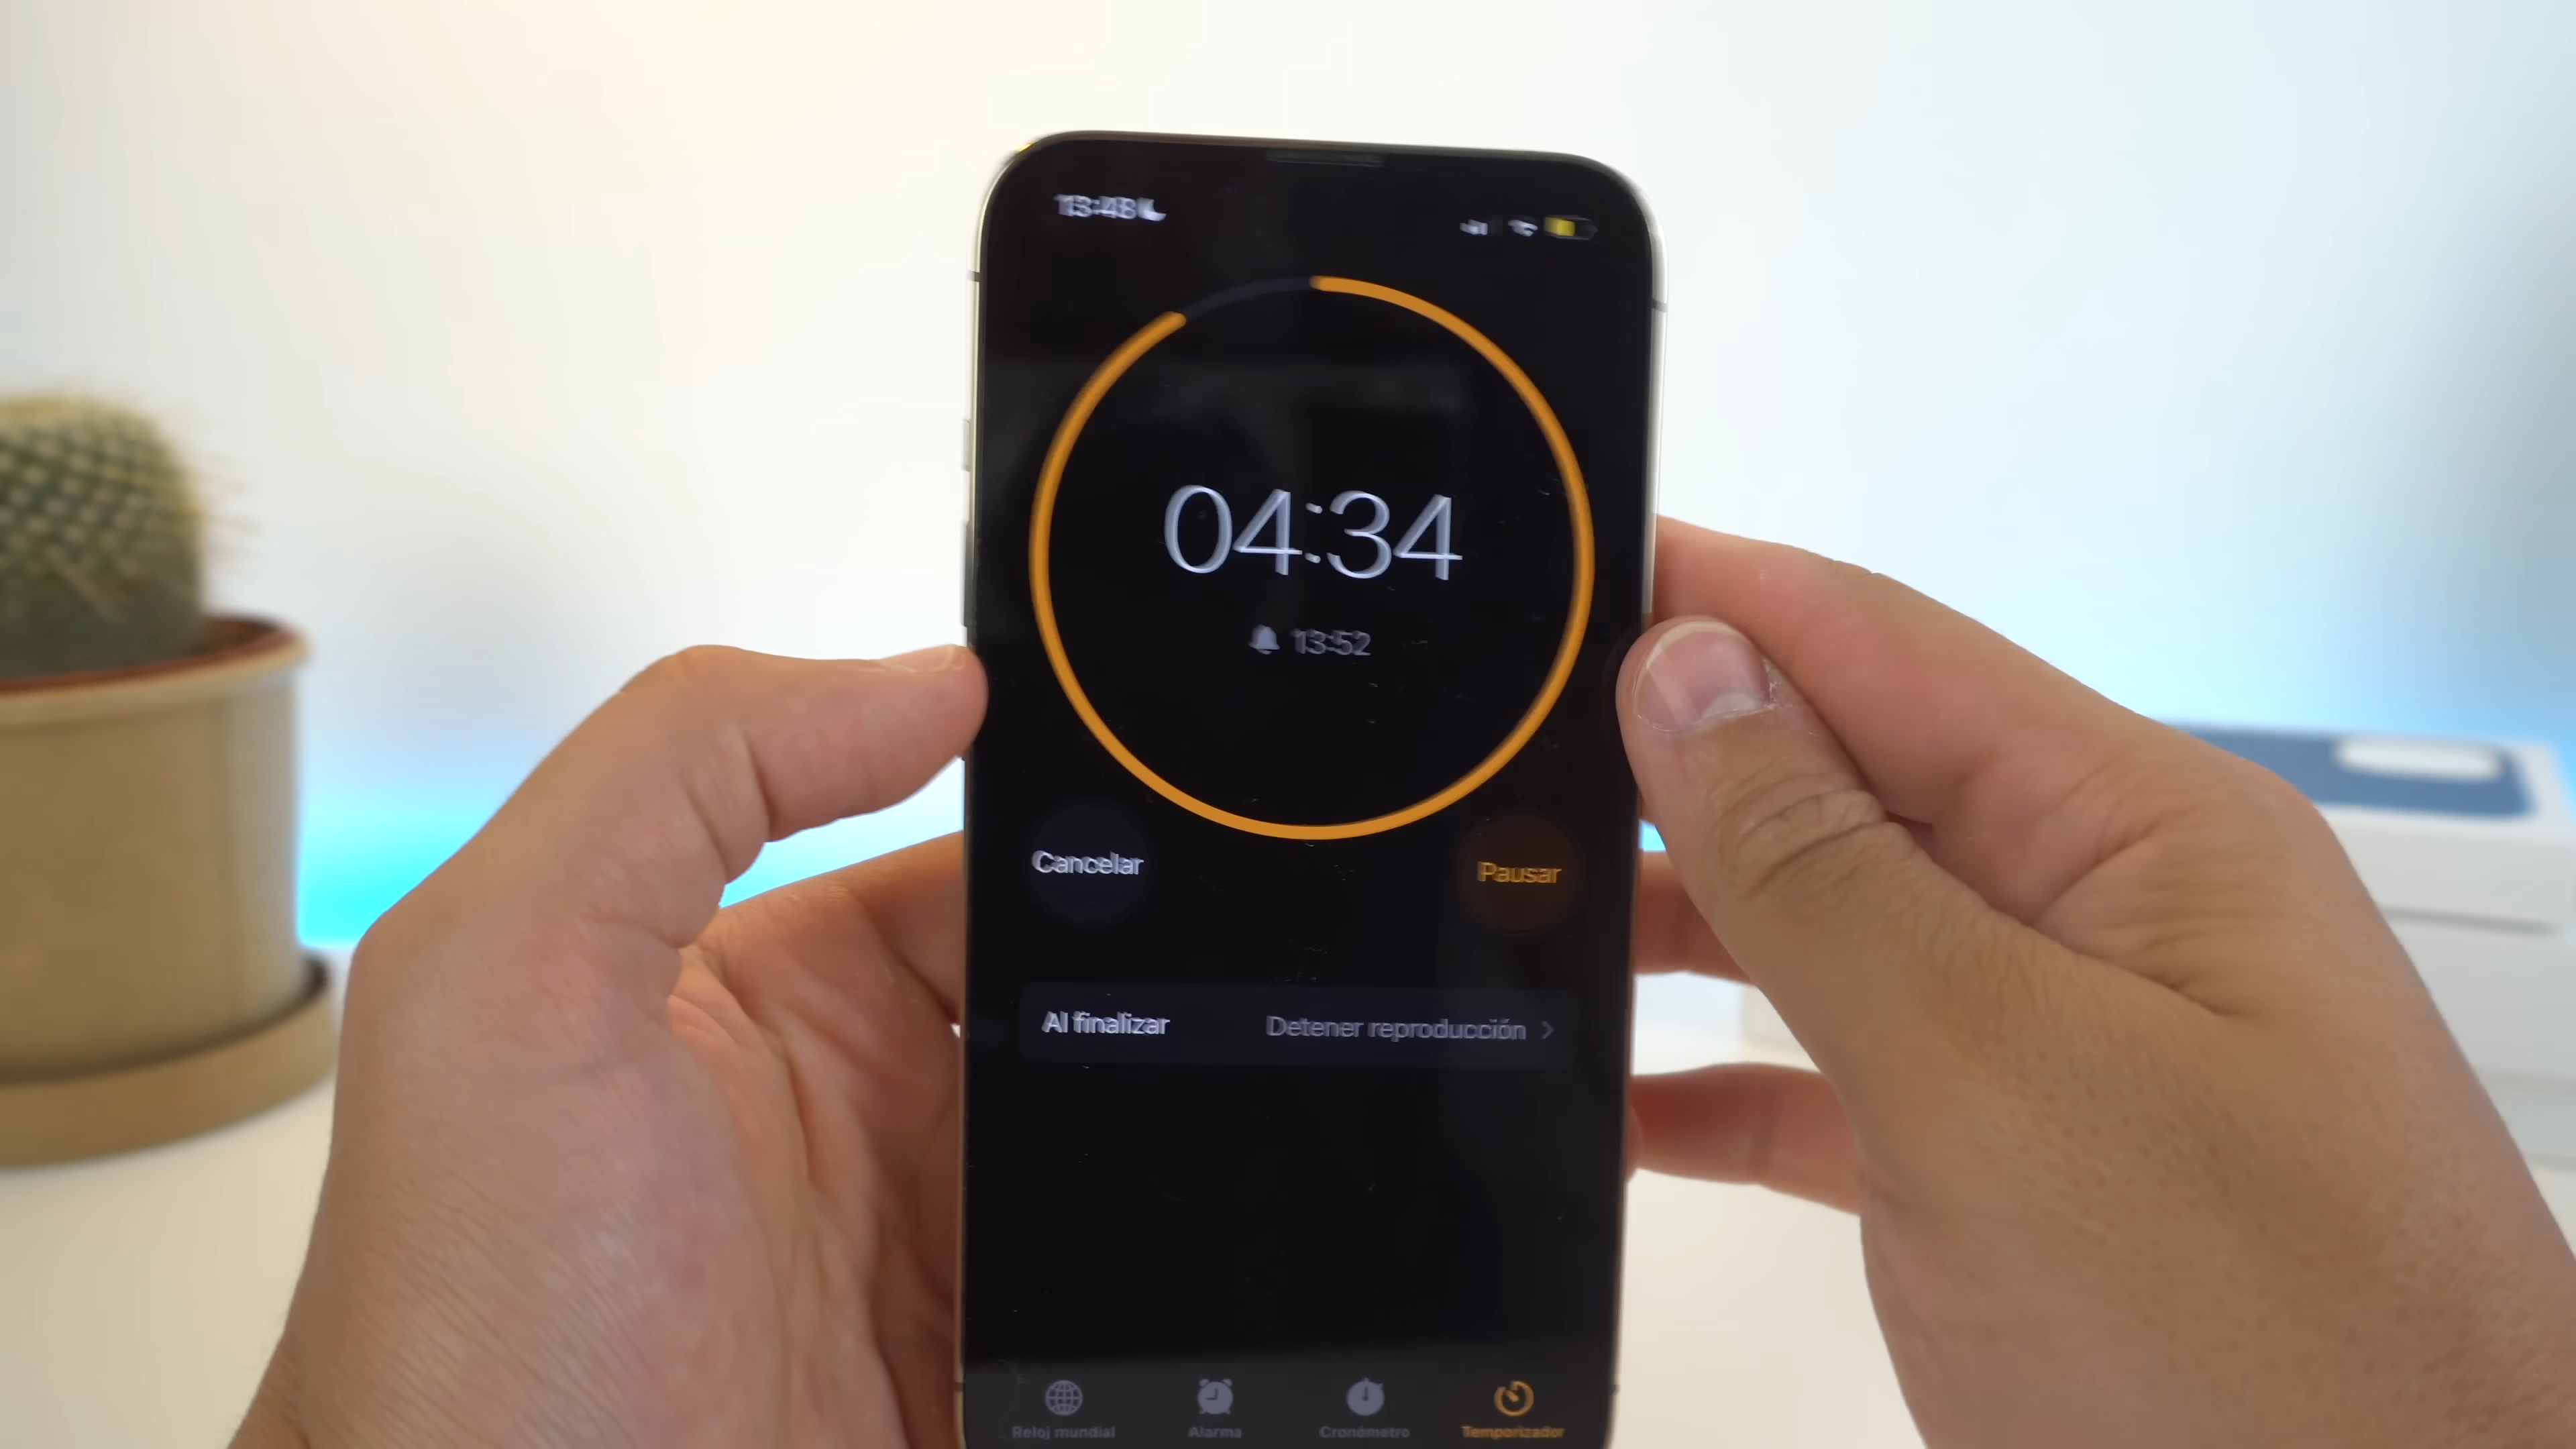 13:48
04:34
13:52
Cancelar
Pausar
Al finalizar Detener reproducción
Reloj mundial Alarma Cronómetro Temporizador